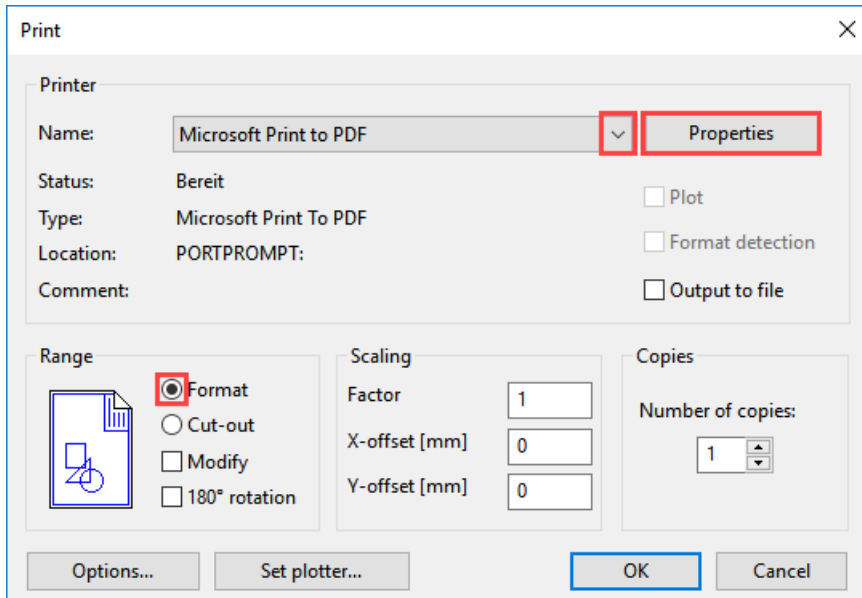 Print
Printer
Name: Microsoft Print to PDF Properties
Status: Bereit
Plot
Type: Microsoft Print To PDF
Format detection
Location: PORTPROMPT:
Comment:
Output to file
Range
Format
Cut-out
Modify
180° rotation
Scaling
Factor 1
X-offset [mm] 0
Y-offset [mm] 0
Copies
Number of copies:
1
Options... Set plotter... OK Cancel